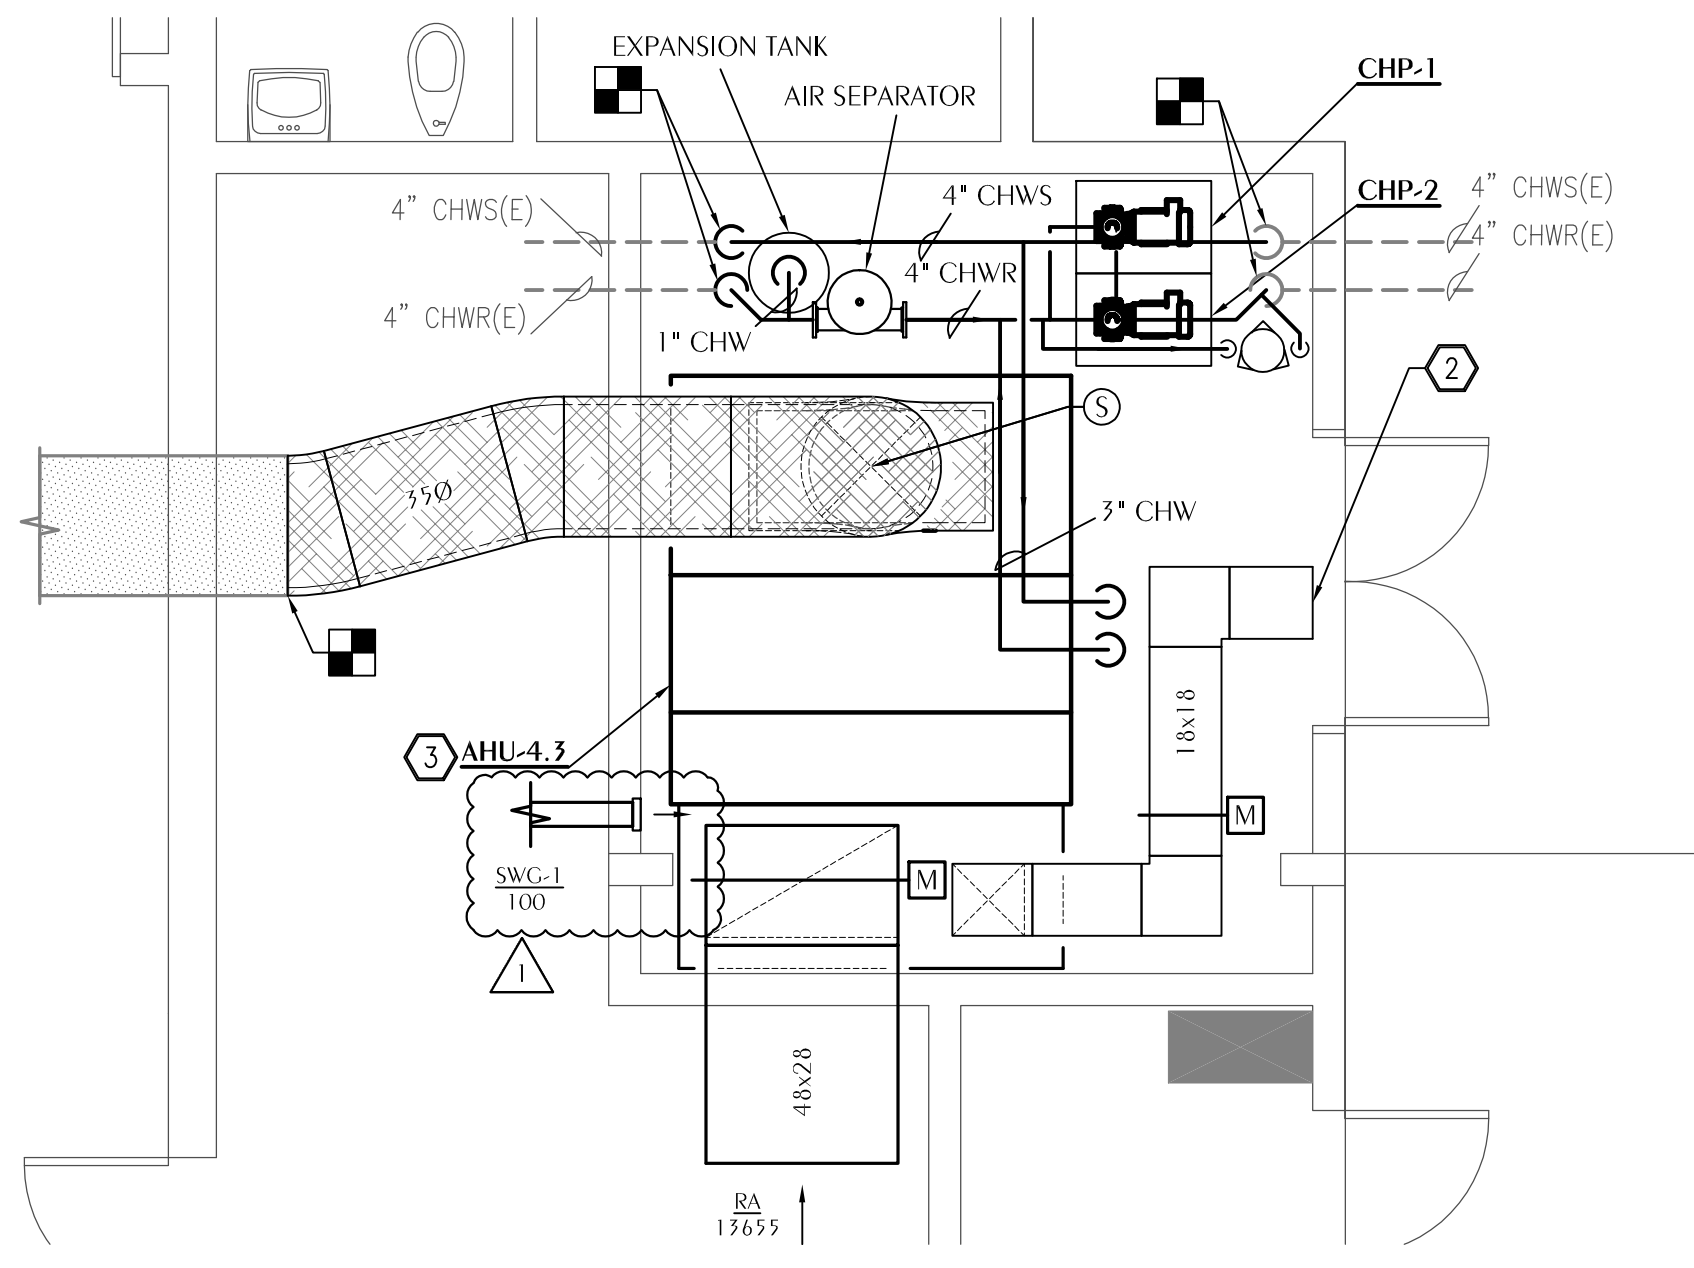 EXPANSION TANK
AIR SEPARATOR
CHP-1
CHP-2
4” CHWS(E)
4” CHWR(E)
4" CHWS
4" CHWR
4” CHWS(E)
4” CHWR(E)
1" CHW
2
S
35Ø
3" CHW
18x18
3
AHU-4.3
M
SWG-1
100
M
1
48x28
RA
13655